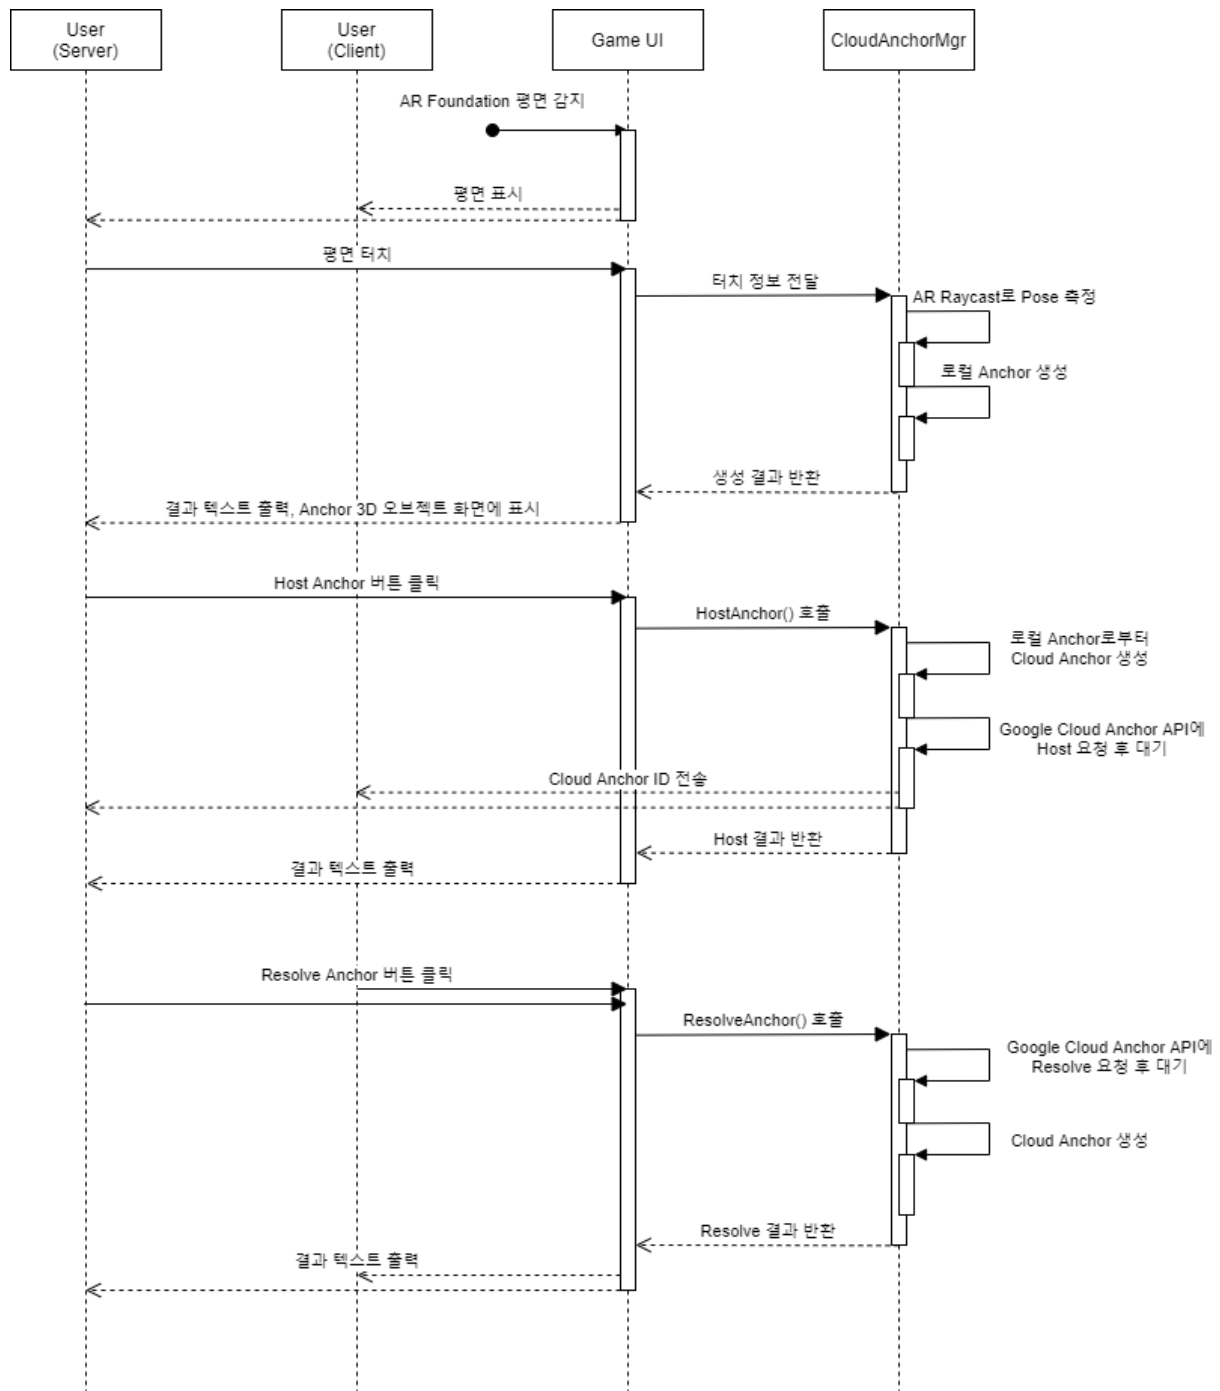 User
(Server)
User
(Client)
Game UI
CloudAnchorMgr
AR Foundation 평면 감지
평면 표시
평면 터치
터치 정보 전달
AR Raycast로 Pose 측정
로컬 Anchor 생성
생성 결과 반환
결과 텍스트 출력, Anchor 3D 오브젝트 화면에 표시
Host Anchor 버튼 클릭
HostAnchor() 호출
로컬 Anchor로부터
Cloud Anchor 생성
Google Cloud Anchor API에
Host 요청 후 대기
Cloud Anchor ID 전송
Host 결과 반환
결과 텍스트 출력
Resolve Anchor 버튼 클릭
ResolveAnchor() 호출
Google Cloud Anchor API에
Resolve 요청 후 대기
Cloud Anchor 생성
Resolve 결과 반환
결과 텍스트 출력